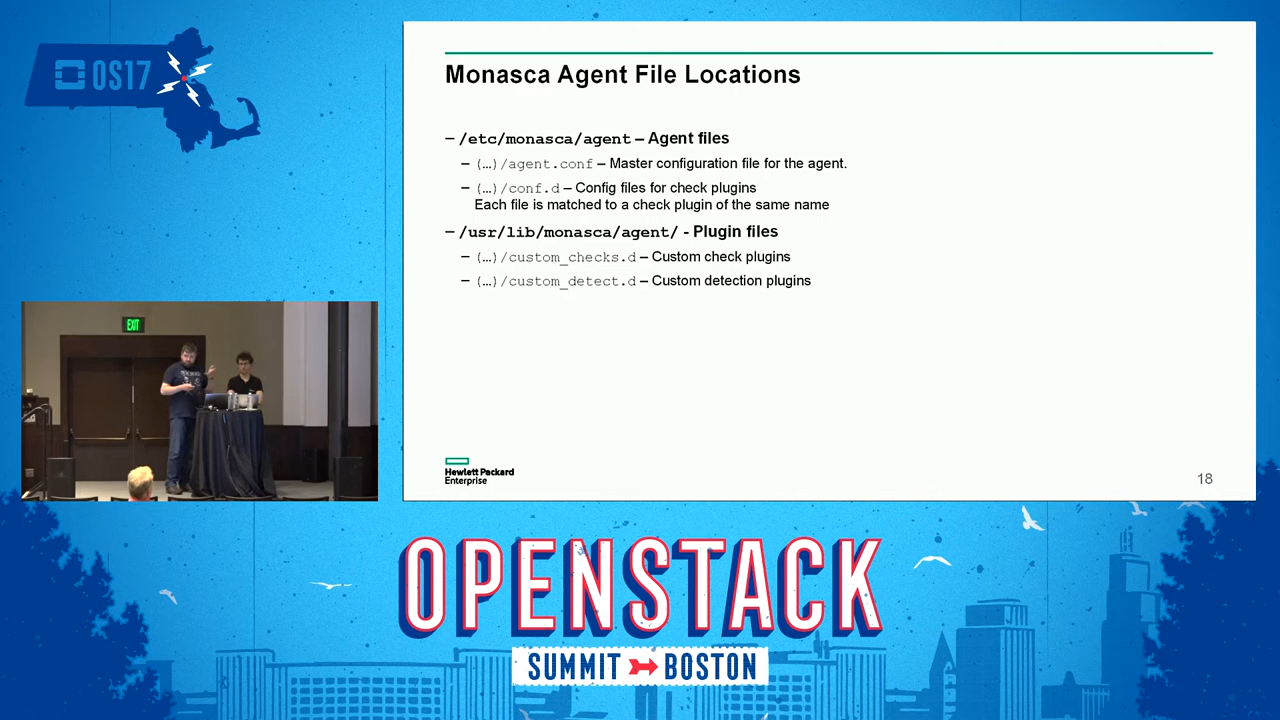 OS17
Monasca Agent File Locations
– /etc/monasca/agent – Agent files
– (…)/agent.conf – Master configuration file for the agent.
– (…)/conf.d – Config files for check plugins
Each file is matched to a check plugin of the same name
– /usr/lib/monasca/agent/ - Plugin files
– (…)/custom_checks.d – Custom check plugins
– (…)/custom_detect.d – Custom detection plugins
EXIT
Hewlett Packard
Enterprise
18
OPENSTACK
SUMMIT BOSTON